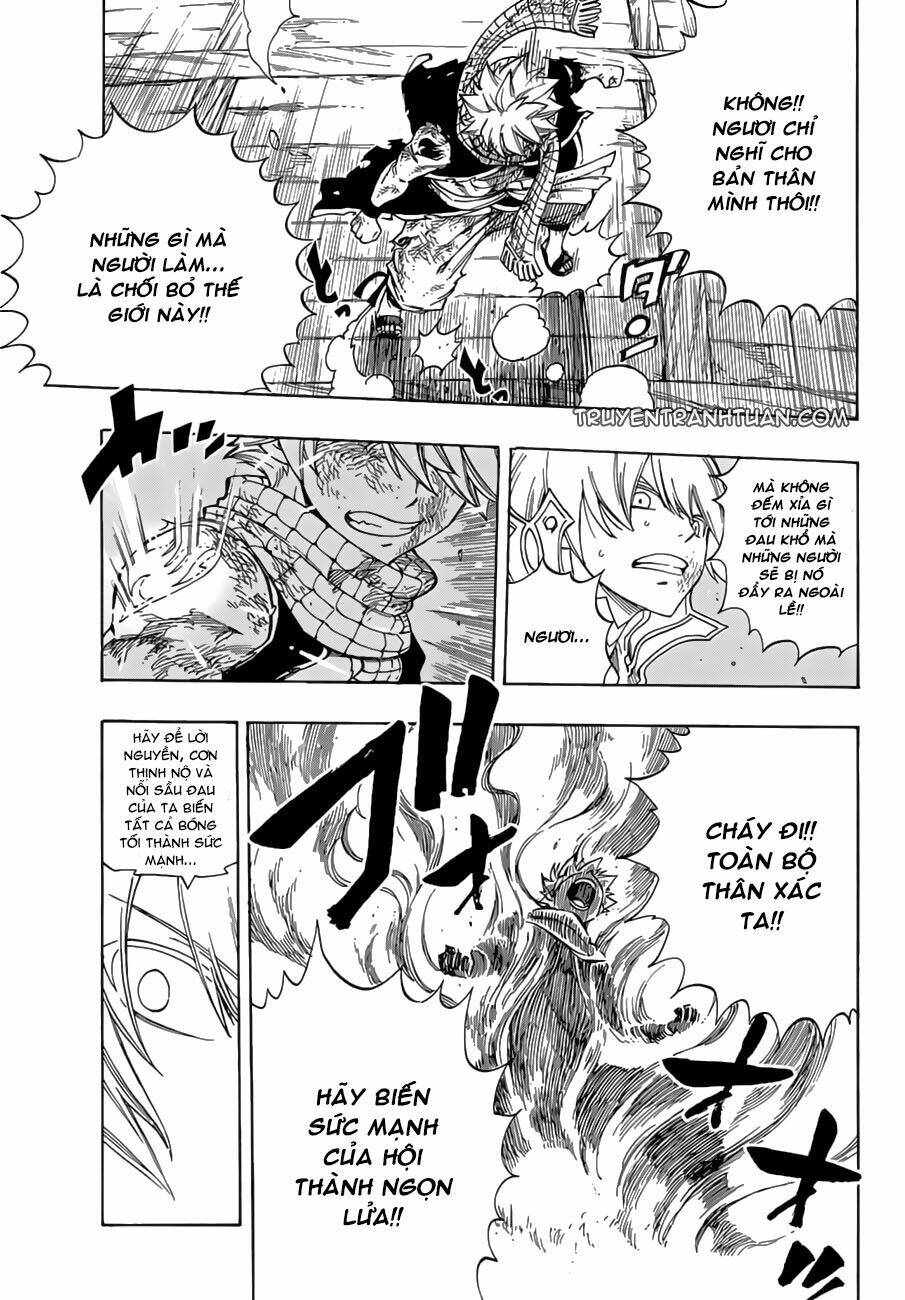 KHÔNG!!
NGƯƠI CHỈ
NGHĨ CHO
BẢN THÂN
MÌNH THÔI!!
NHỮNG GÌ MÀ
NGƯỜI LÀM...
LÀ CHỐI BỎ THẾ
GIỚI NÀY!!
ダン
TRUYENTRANHTUAN.COM
MÀ KHÔNG
ĐẾM XỈA GÌ
TỚI NHỮNG
ĐAU KHỔ MÀ
NHỮNG NGƯỜI
SẼ BỊ NÓ
ĐẨY RA NGOÀI
LỀ!!
NGƯƠI...
CHÁY ĐI!!
TOÀN BỘ
THÂN XÁC
TA!!
HÃY BIẾN
SỨC MẠNH
CỦA HỘI
THÀNH NGỌN
LỬA!!
HÃY ĐỂ LỜI
NGUYỀN, CƠN
THỊNH NỘ VÀ
NỖI SẦU ĐAU
CỦA TA BIẾN
TẤT CẢ BÓNG
TỐI THÀNH SỨC
MẠNH...